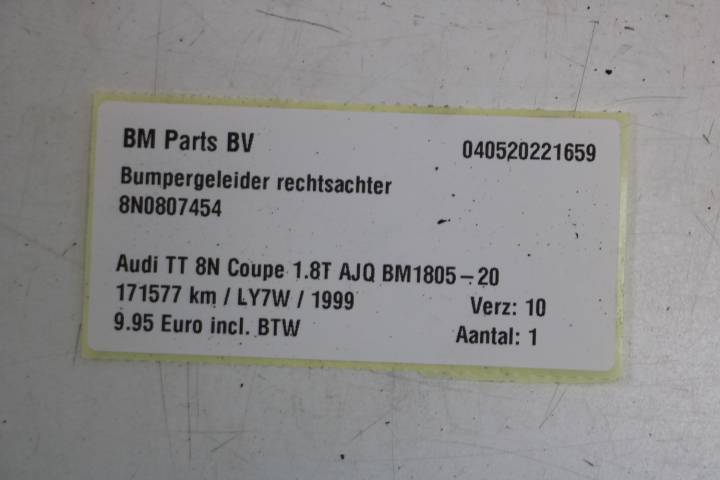 BM Parts BV 040520221659
Bumpergeleider rechtsachter
8N0807454
Audi TT 8N Coupe 1.8T AJQ BM1805-20
171577 km / LY7W / 1999 Verz: 10
9.95 Euro incl. BTW Aantal: 1